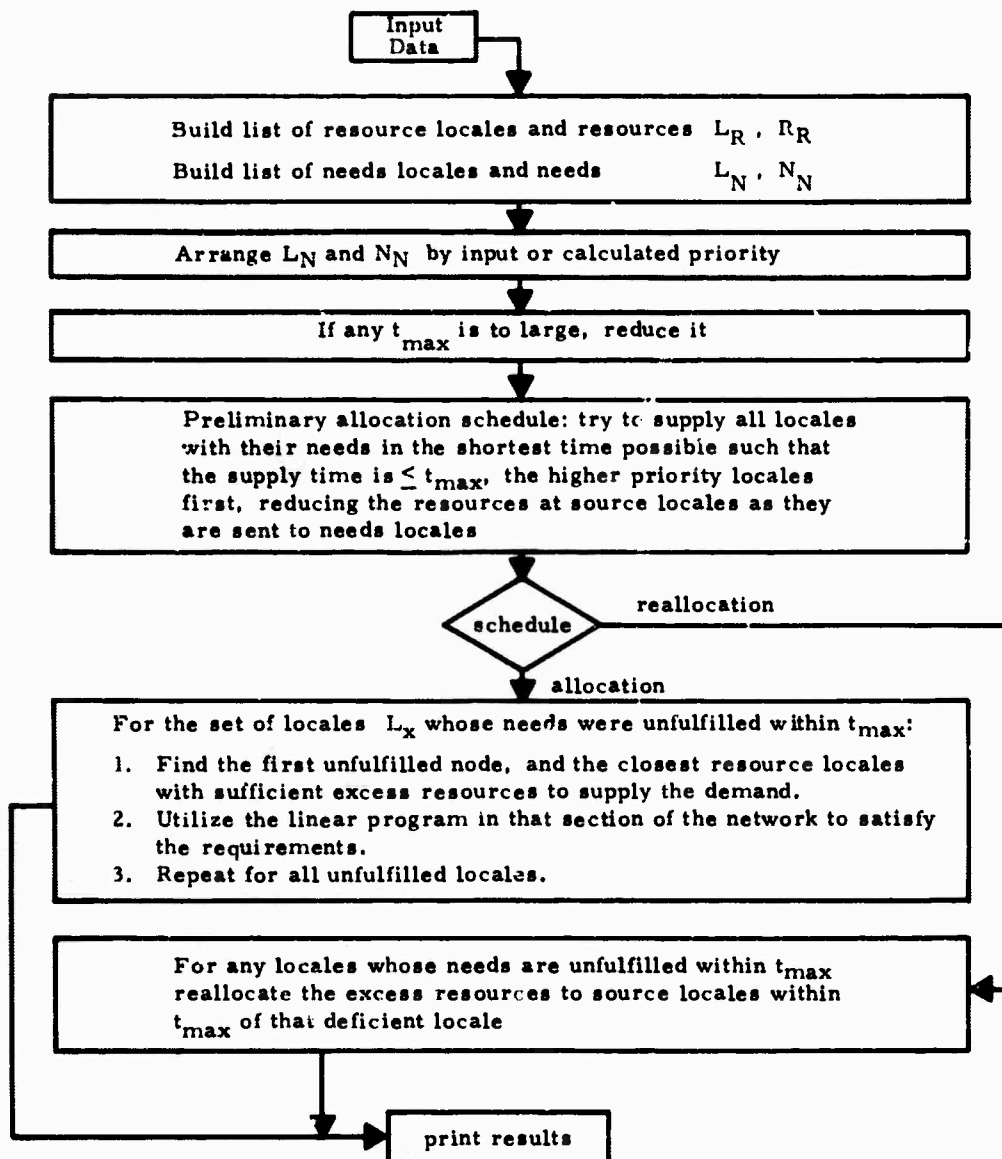 Input
Data
Build list of resource locales and resources L_R , R_R
Build list of needs locales and needs L_N , N_N
Arrange L_N and N_N by input or calculated priority
If any t_max is to large, reduce it
Preliminary allocation schedule: try to supply all locales
with their needs in the shortest time possible such that
the supply time is ≤ t_max, the higher priority locales
first, reducing the resources at source locales as they
are sent to needs locales
schedule
reallocation
allocation
For the set of locales L_x whose needs were unfulfilled within t_max:
1. Find the first unfulfilled node, and the closest resource locales
with sufficient excess resources to supply the demand.
2. Utilize the linear program in that section of the network to satisfy
the requirements.
3. Repeat for all unfulfilled locales.
For any locales whose needs are unfulfilled within t_max
reallocate the excess resources to source locales within
t_max of that deficient locale
print results